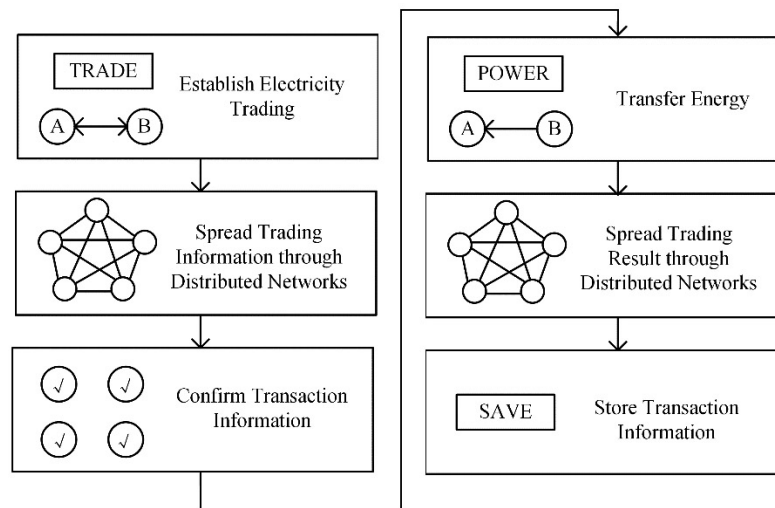 TRADE
Establish Electricity
Trading
A
B
Spread Trading
Information through
Distributed Networks
√
√
√
√
Confirm Transaction
Information
POWER
Transfer Energy
A
B
Spread Trading
Result through
Distributed Networks
SAVE
Store Transaction
Information